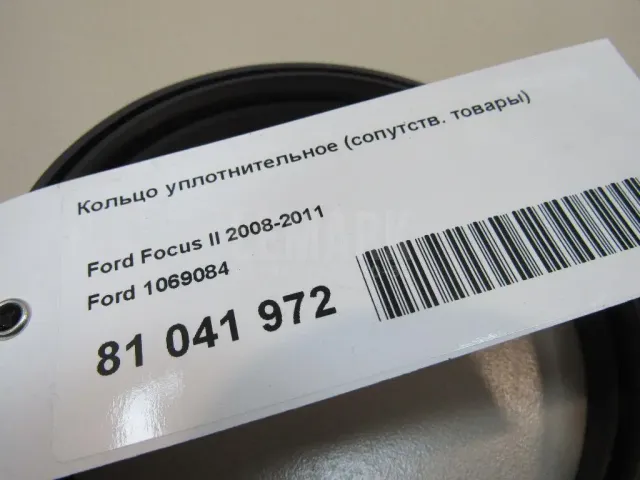 Кольцо уплотнительное (сопутств. товары)
Ford Focus II 2008-2011
Ford 1069084
81 041 972